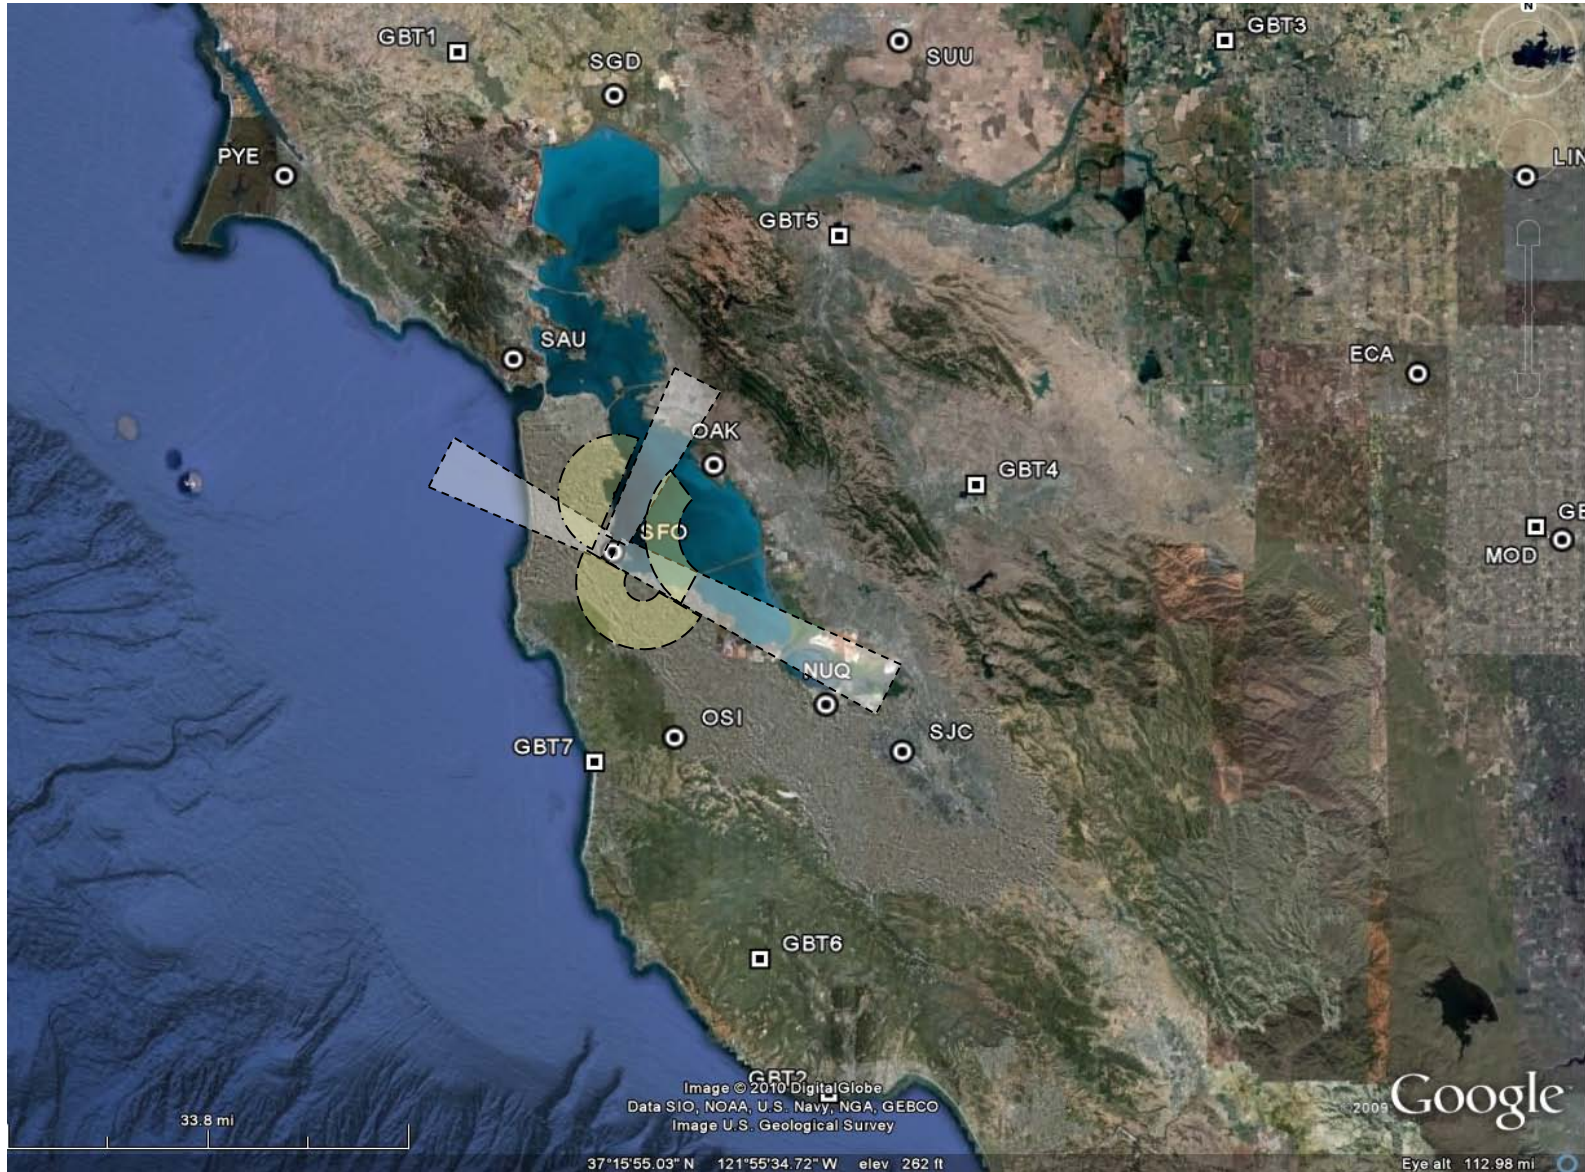 N
GBT1
SGD
SUU
GBT3
PYE
LIN
GBT5
SAU
ECA
OAK
GBT4
SFO
GB
MOD
NUQ
OSI
SJC
GBT7
GBT6
GBT2
Image © 2010 DigitalGlobe
Data SIO, NOAA, U.S. Navy, NGA, GEBCO
Image U.S. Geological Survey
2009 Google
33.8 mi
37°15'55.03" N 121°55'34.72" W elev 262 ft
Eye alt 112.98 mi